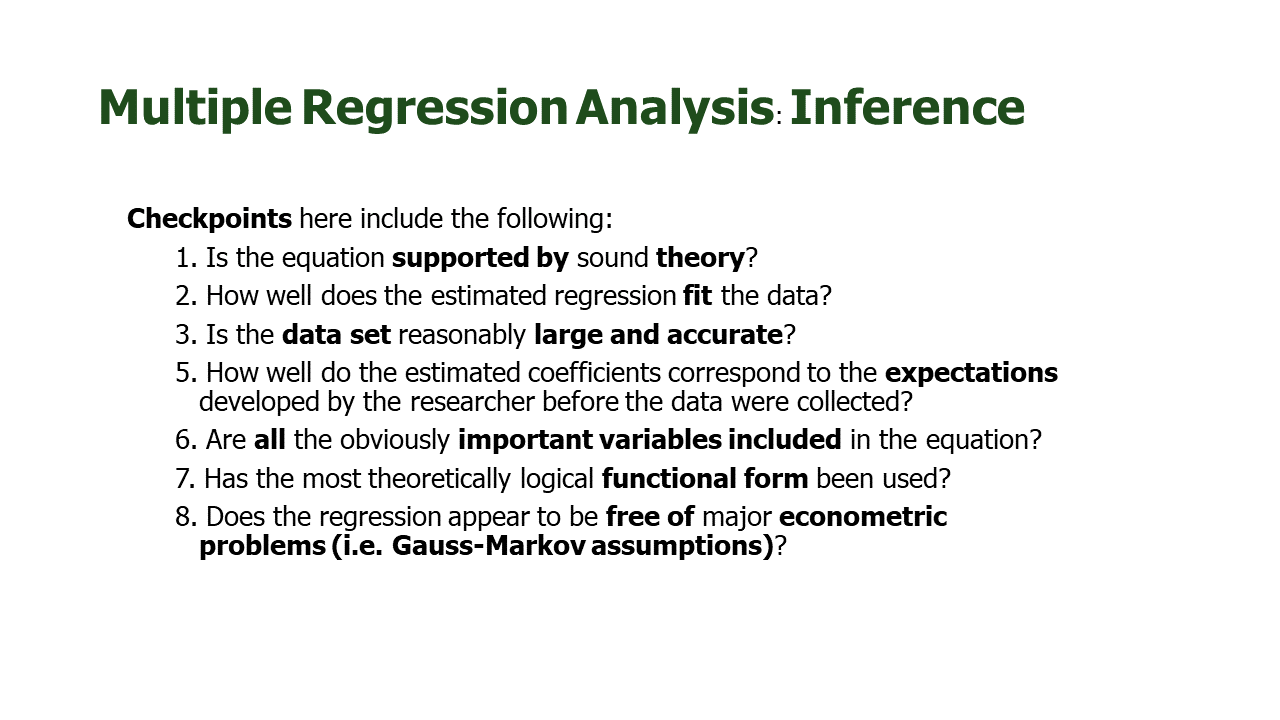 Multiple Regression Analysis: Inference
Checkpoints here include the following:
1. Is the equation supported by sound theory?
2. How well does the estimated regression fit the data?
3. Is the data set reasonably large and accurate?
5. How well do the estimated coefficients correspond to the expectations
developed by the researcher before the data were collected?
6. Are all the obviously important variables included in the equation?
7. Has the most theoretically logical functional form been used?
8. Does the regression appear to be free of major econometric
problems (i.e. Gauss-Markov assumptions)?